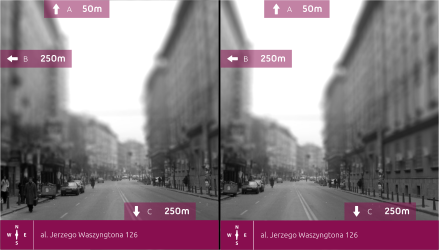 A 50m
A 50m
B 250m
B 250m
C 250m
C 250m
N
W E
S
al. Jerzego Waszyngtona 126
N
W E
S
al. Jerzego Waszyngtona 126